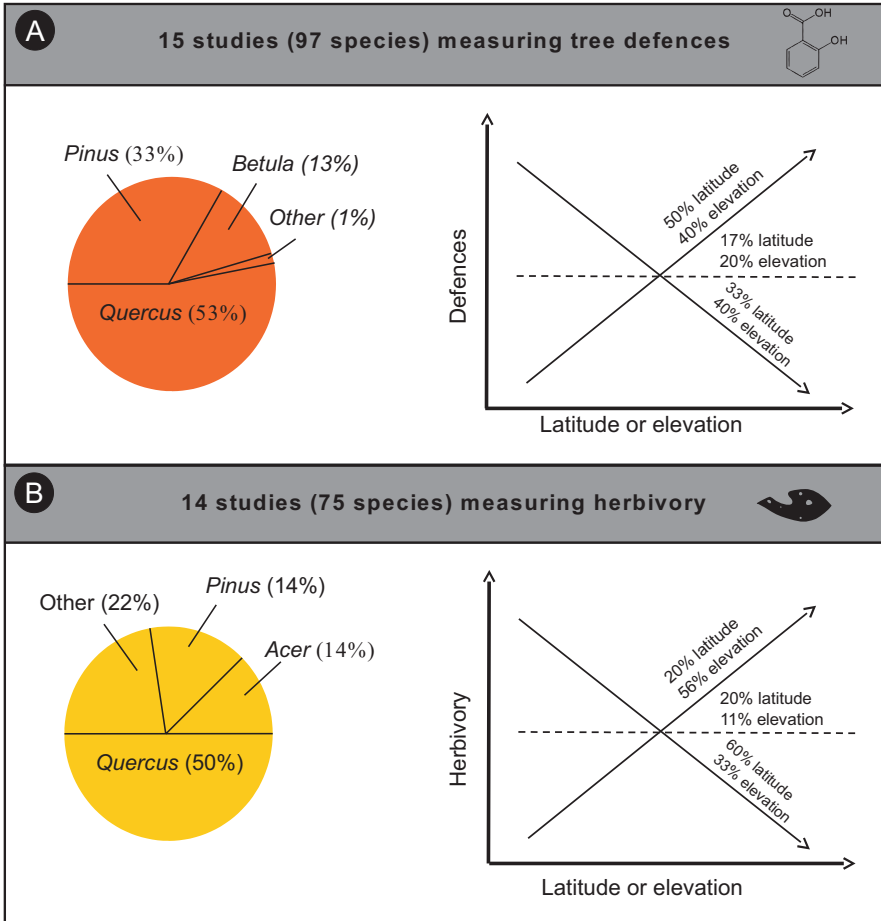 A
15 studies (97 species) measuring tree defences
O
OH
OH
Pinus (33%)
Betula (13%)
Other (1%)
Quercus (53%)
Defences
50% latitude
40% elevation
17% latitude
20% elevation
33% latitude
40% elevation
Latitude or elevation
B
14 studies (75 species) measuring herbivory
Other (22%)
Pinus (14%)
Acer (14%)
Quercus (50%)
Herbivory
20% latitude
56% elevation
20% latitude
11% elevation
60% latitude
33% elevation
Latitude or elevation